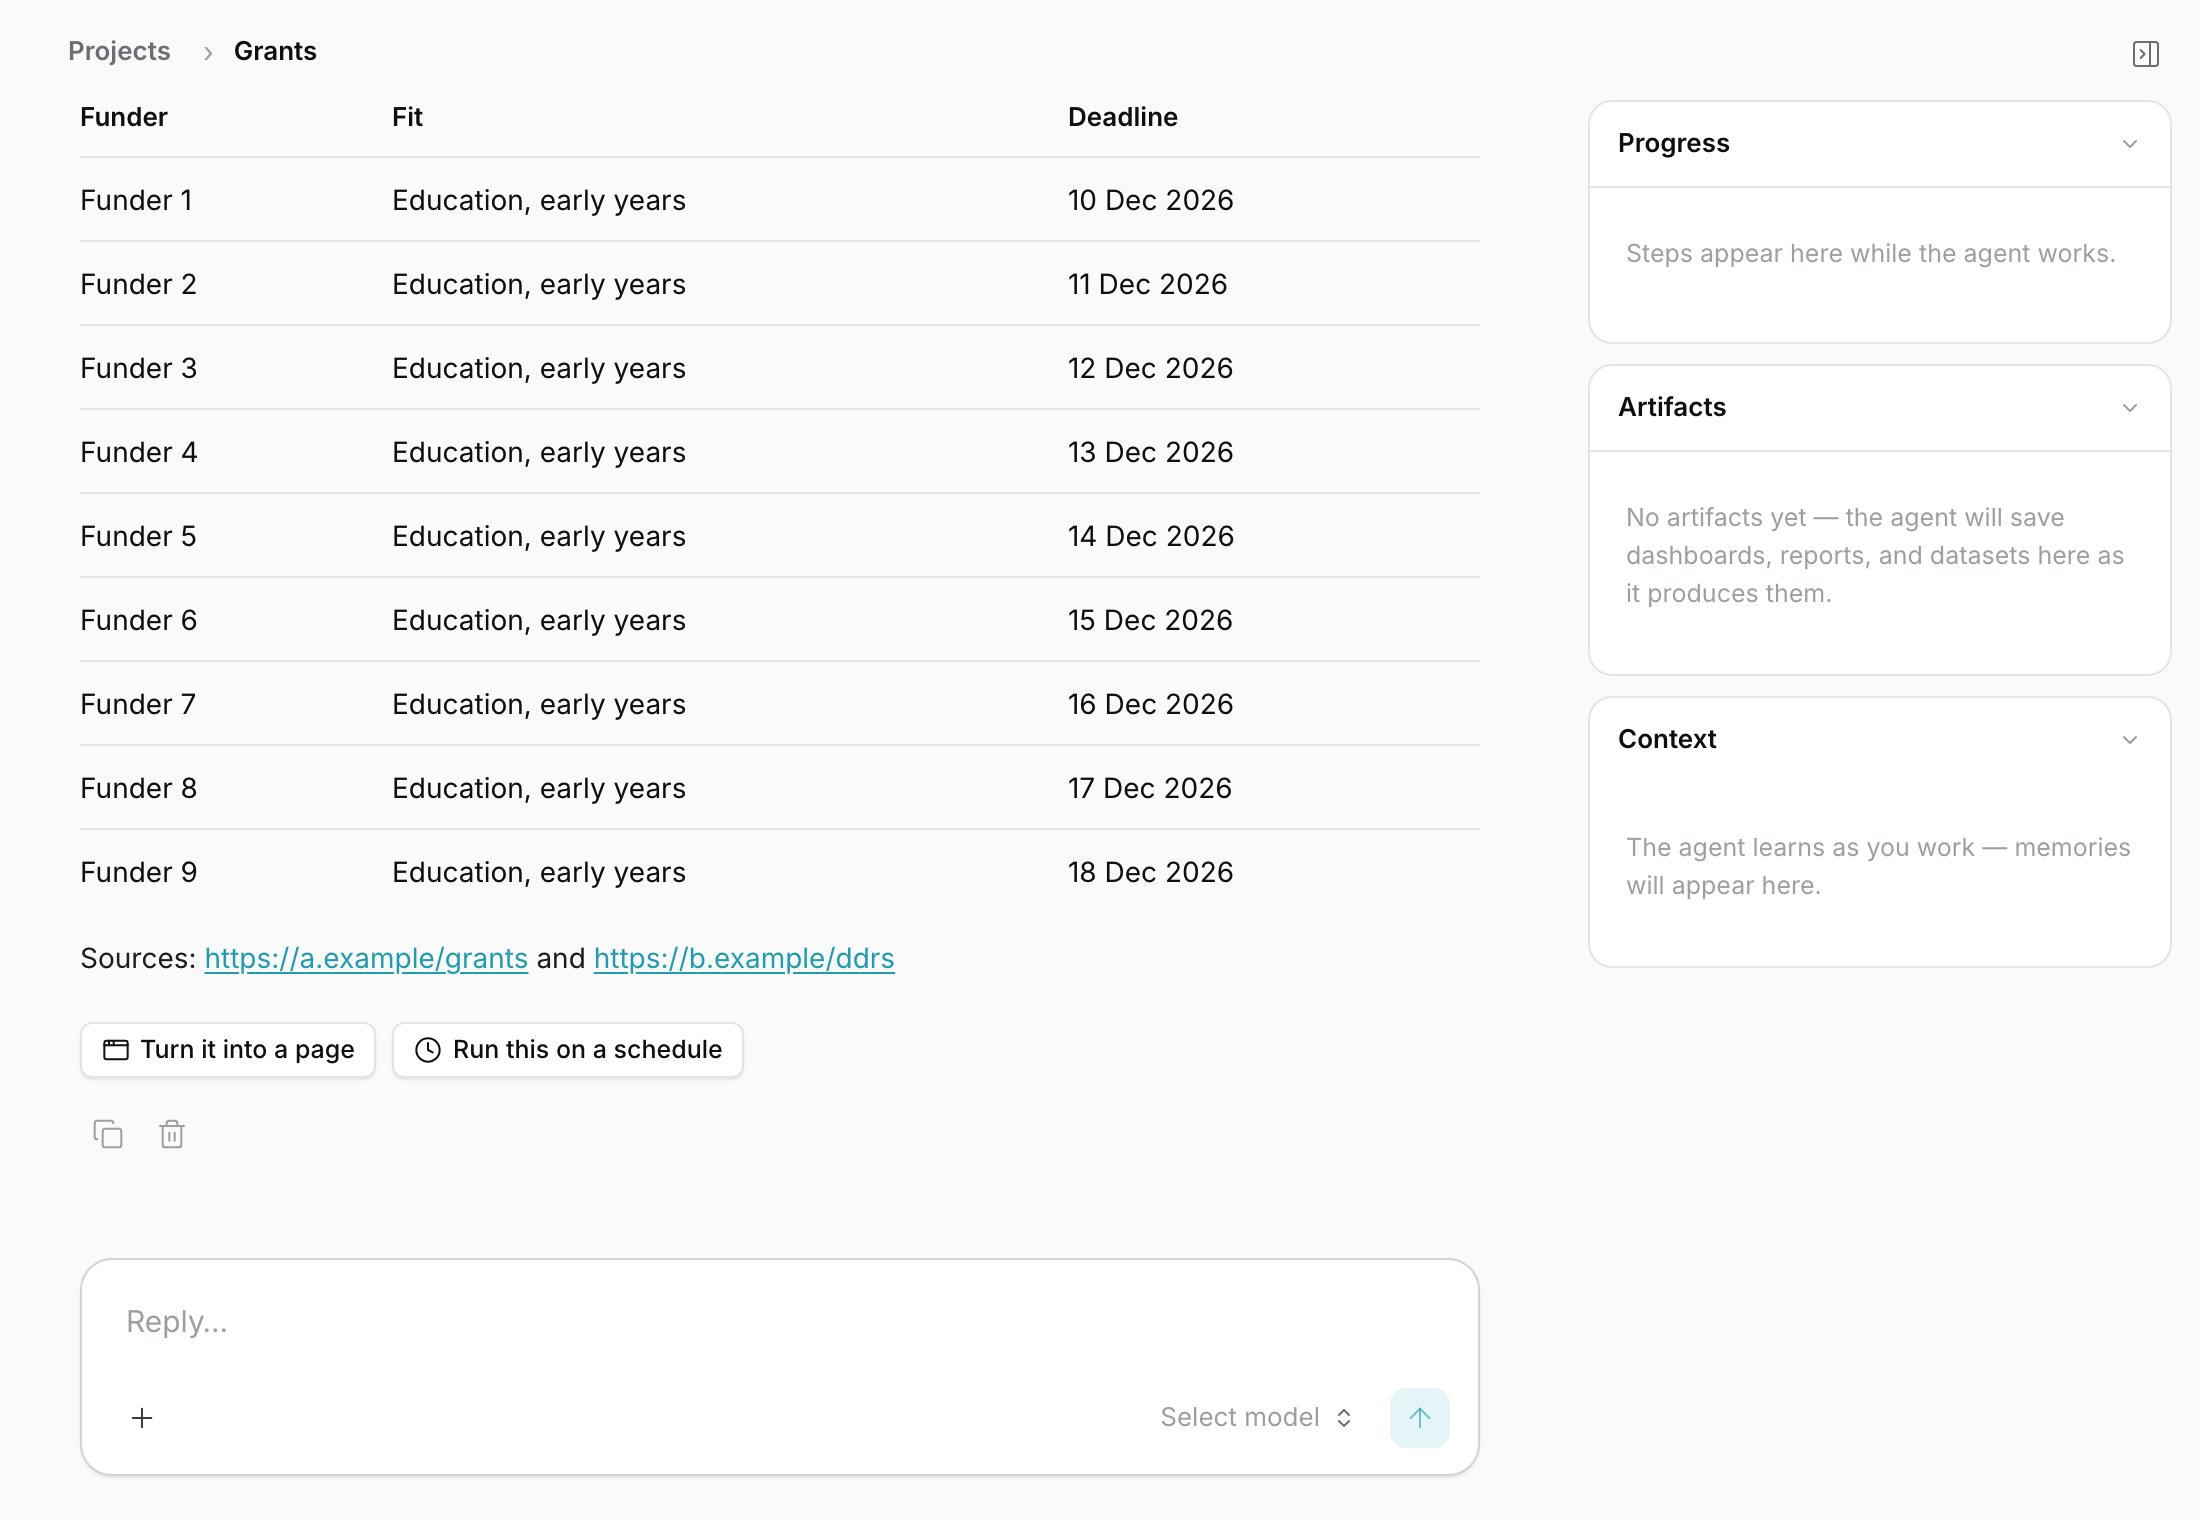 Projects › Grants
Funder Fit Deadline
Funder 1 Education, early years 10 Dec 2026
Funder 2 Education, early years 11 Dec 2026
Funder 3 Education, early years 12 Dec 2026
Funder 4 Education, early years 13 Dec 2026
Funder 5 Education, early years 14 Dec 2026
Funder 6 Education, early years 15 Dec 2026
Funder 7 Education, early years 16 Dec 2026
Funder 8 Education, early years 17 Dec 2026
Funder 9 Education, early years 18 Dec 2026
Sources: https://a.example/grants and https://b.example/ddrs
Turn it into a page
Run this on a schedule
Reply...
Select model
Progress
Steps appear here while the agent works.
Artifacts
No artifacts yet — the agent will save
dashboards, reports, and datasets here as
it produces them.
Context
The agent learns as you work — memories
will appear here.